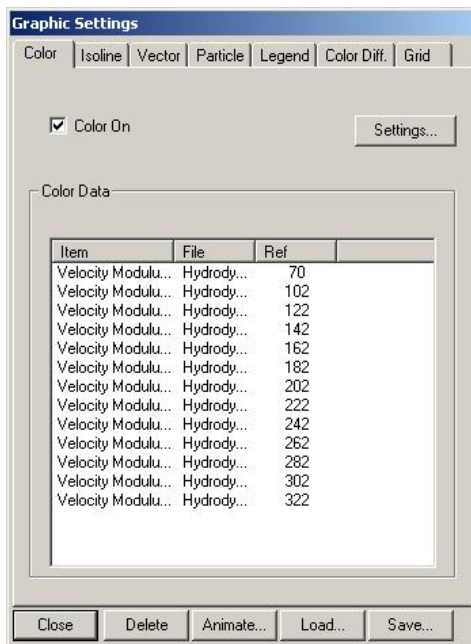 Graphic Settings
Color Isoline Vector Particle Legend Color Diff. Grid
Color On
Settings...
Color Data
Item File Ref
Velocity Modulu... Hydrody... 70
Velocity Modulu... Hydrody... 102
Velocity Modulu... Hydrody... 122
Velocity Modulu... Hydrody... 142
Velocity Modulu... Hydrody... 162
Velocity Modulu... Hydrody... 182
Velocity Modulu... Hydrody... 202
Velocity Modulu... Hydrody... 222
Velocity Modulu... Hydrody... 242
Velocity Modulu... Hydrody... 262
Velocity Modulu... Hydrody... 282
Velocity Modulu... Hydrody... 302
Velocity Modulu... Hydrody... 322
Close Delete Animate... Load... Save...